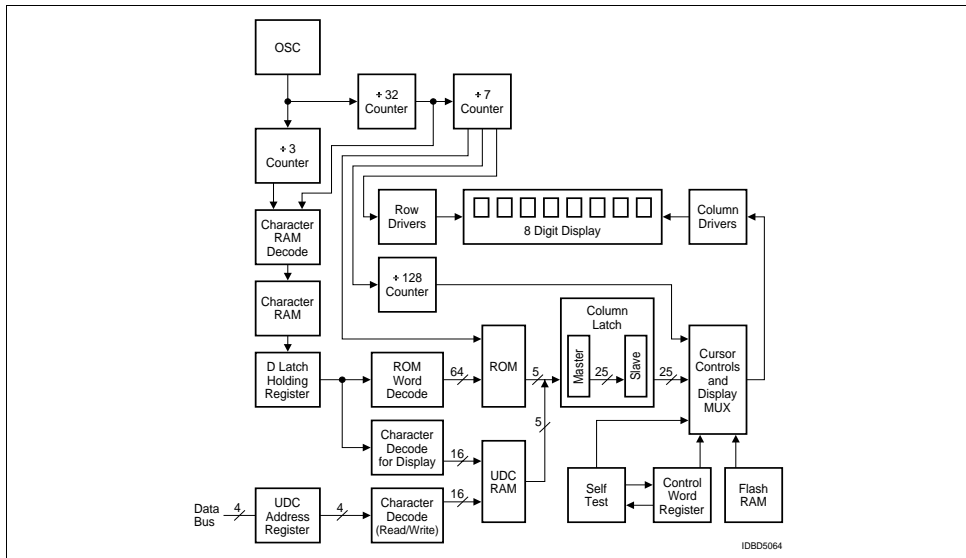 OSC
÷ 32
Counter
÷ 7
Counter
÷ 3
Counter
Character
RAM
Decode
Row
Drivers
8 Digit Display
Column
Drivers
÷ 128
Counter
Character
RAM
Column
Latch
Master
25
Slave
25
Cursor
Controls
and
Display
MUX
D Latch
Holding
Register
ROM
Word
Decode
64
ROM
5
5
Character
Decode
for Display
16
UDC
RAM
Data
Bus
4
UDC
Address
Register
4
Character
Decode
(Read/Write)
16
Self
Test
Control
Word
Register
Flash
RAM
IDBD5064